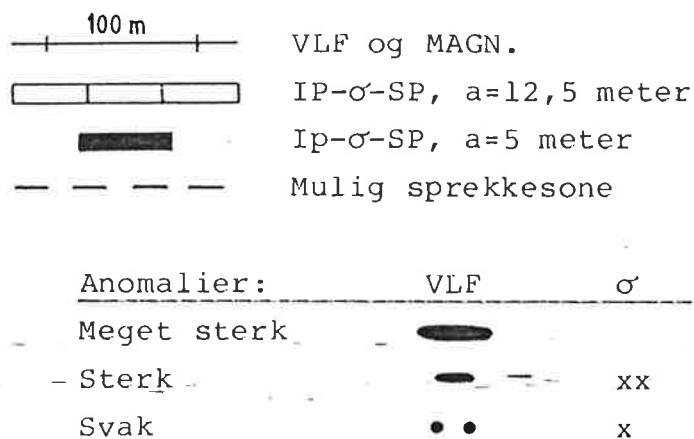 100 m
VLF og MAGN.
IP-σ-SP, a=12,5 meter
Ip-σ-SP, a=5 meter
Mulig sprekkesone
Anomalier: VLF σ
Meget sterk
Sterk xx
Svak x